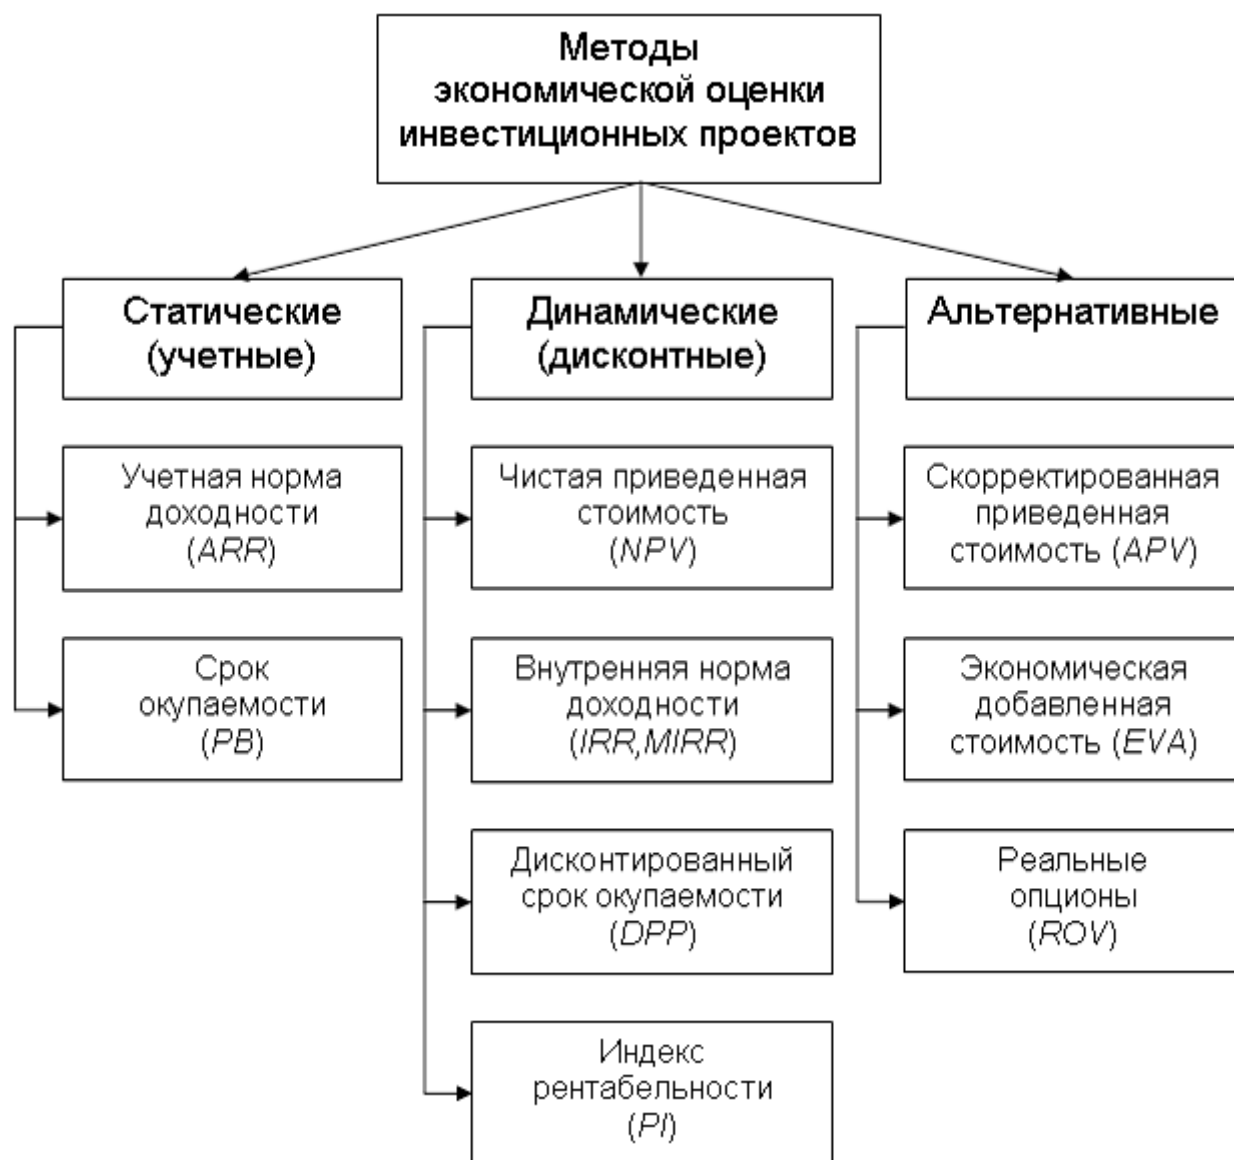 Методы
экономической оценки
инвестиционных проектов
Статические
(учетные)
Учетная норма
доходности
(ARR)
Срок
окупаемости
(PB)
Динамические
(дисконтные)
Чистая приведенная
стоимость
(NPV)
Внутренняя норма
доходности
(IRR,MIRR)
Дисконтированный
срок окупаемости
(DPP)
Индекс
рентабельности
(PI)
Альтернативные
Скорректированная
приведенная
стоимость (APV)
Экономическая
добавленная
стоимость (EVA)
Реальные
опционы
(ROV)